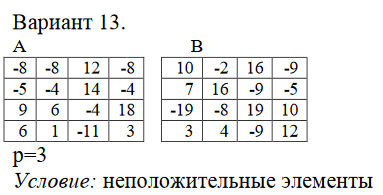 Вариант 13.
A B
-8 -8 12 -8 10 -2 16 -9
-5 -4 14 -4 7 16 -9 -5
9 6 -4 18 -19 -8 19 10
6 1 -11 3 3 4 -9 12
p=3
Условие: неположительные элементы